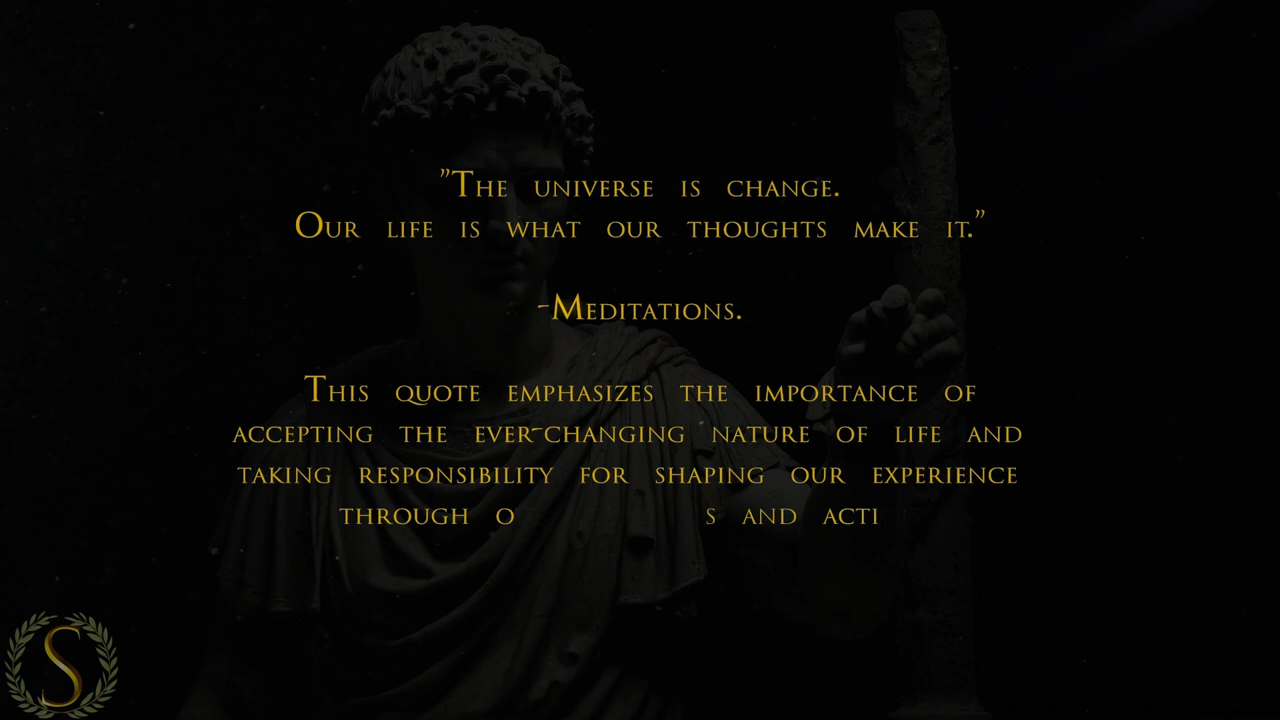 "The universe is change.
Our life is what our thoughts make it."
-Meditations.
This quote emphasizes the importance of
accepting the ever-changing nature of life and
taking responsibility for shaping our experience
through o s and acti
S